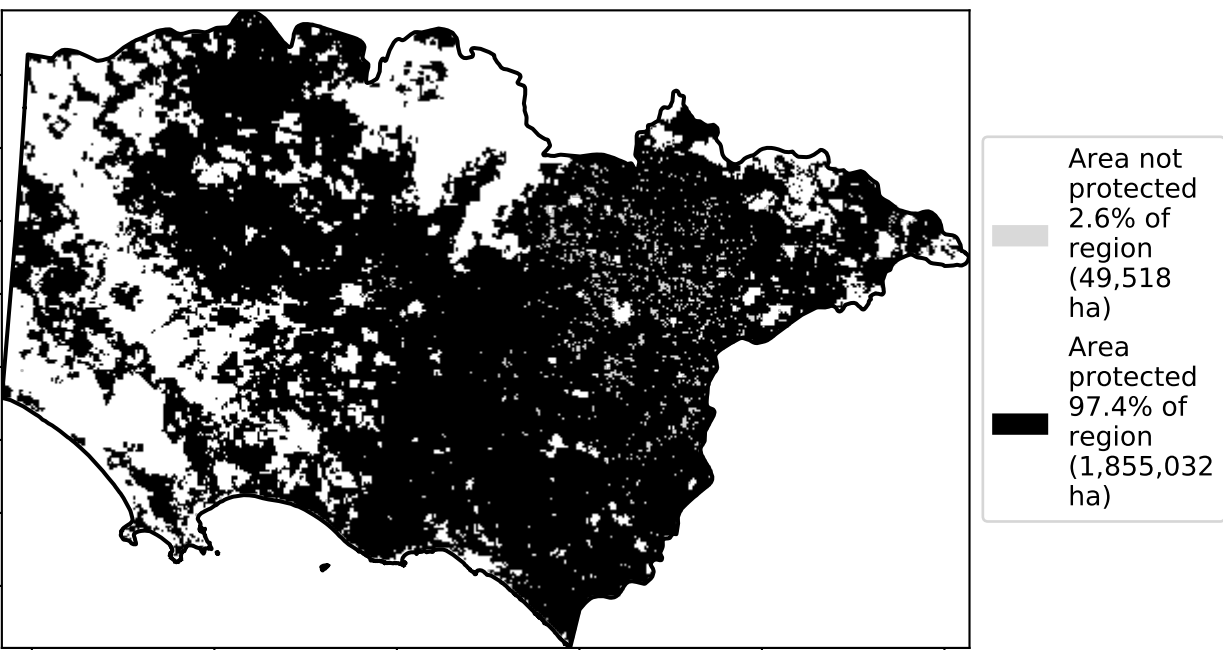 Area not
protected
2.6% of
region
(49,518
ha)
Area
protected
97.4% of
region
(1,855,032
ha)